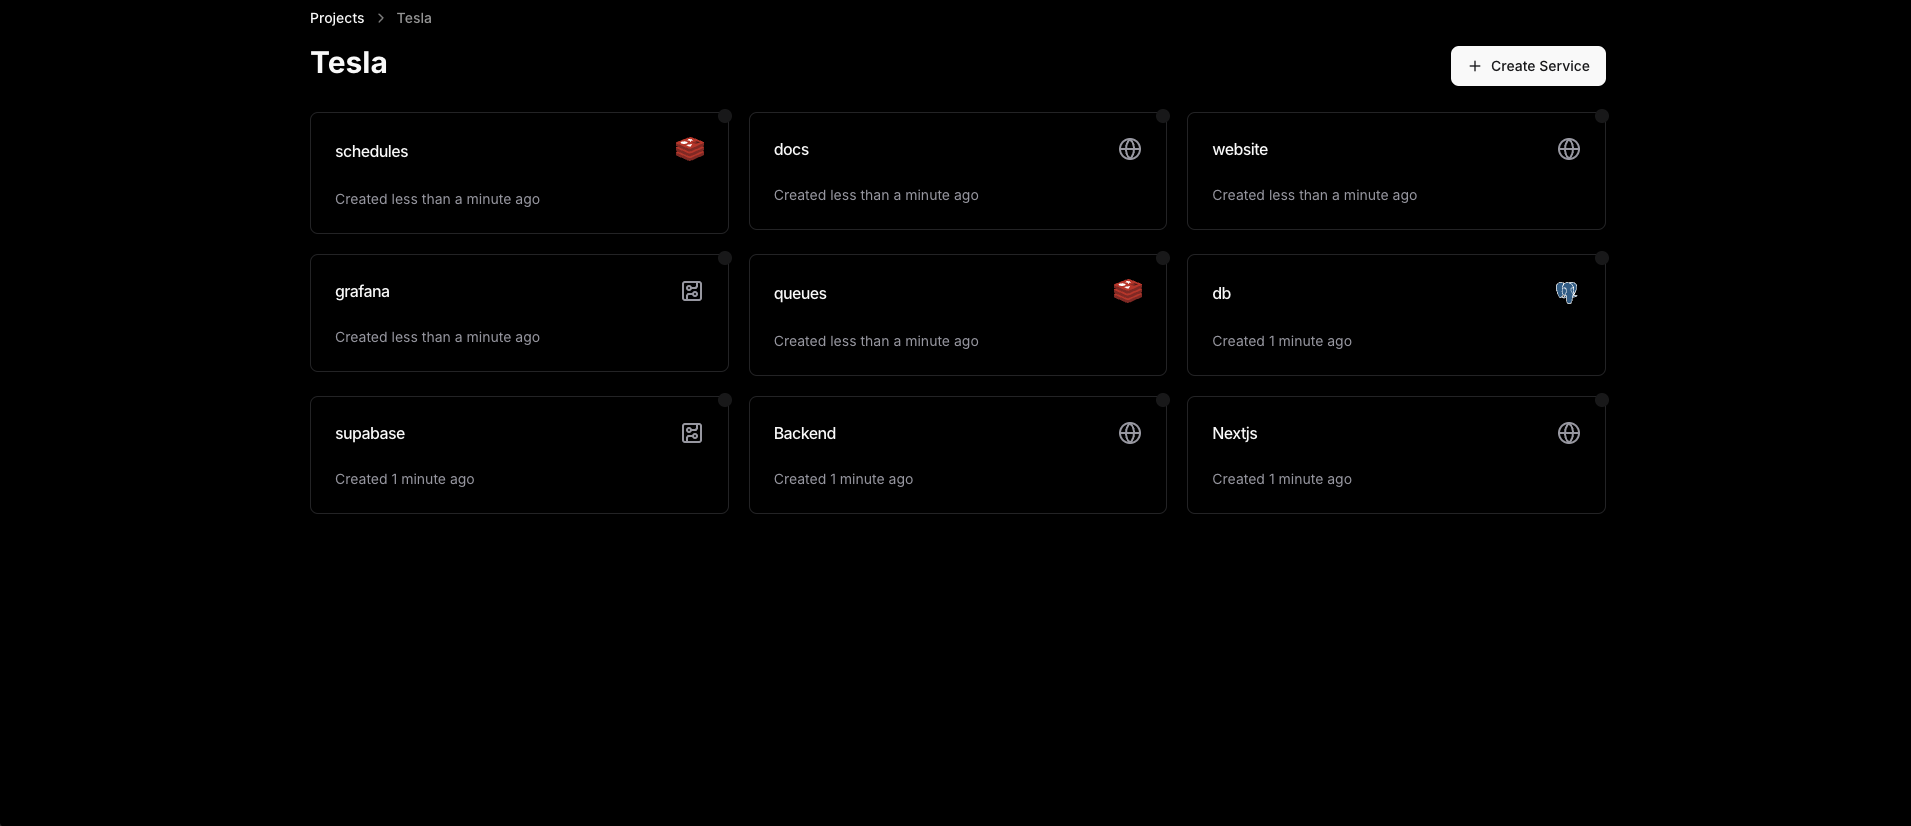 Projects > Tesla
Tesla
Create Service
schedules
Created less than a minute ago
docs
Created less than a minute ago
website
Created less than a minute ago
grafana
Created less than a minute ago
queues
Created less than a minute ago
db
Created 1 minute ago
supabase
Created 1 minute ago
Backend
Created 1 minute ago
Nextjs
Created 1 minute ago